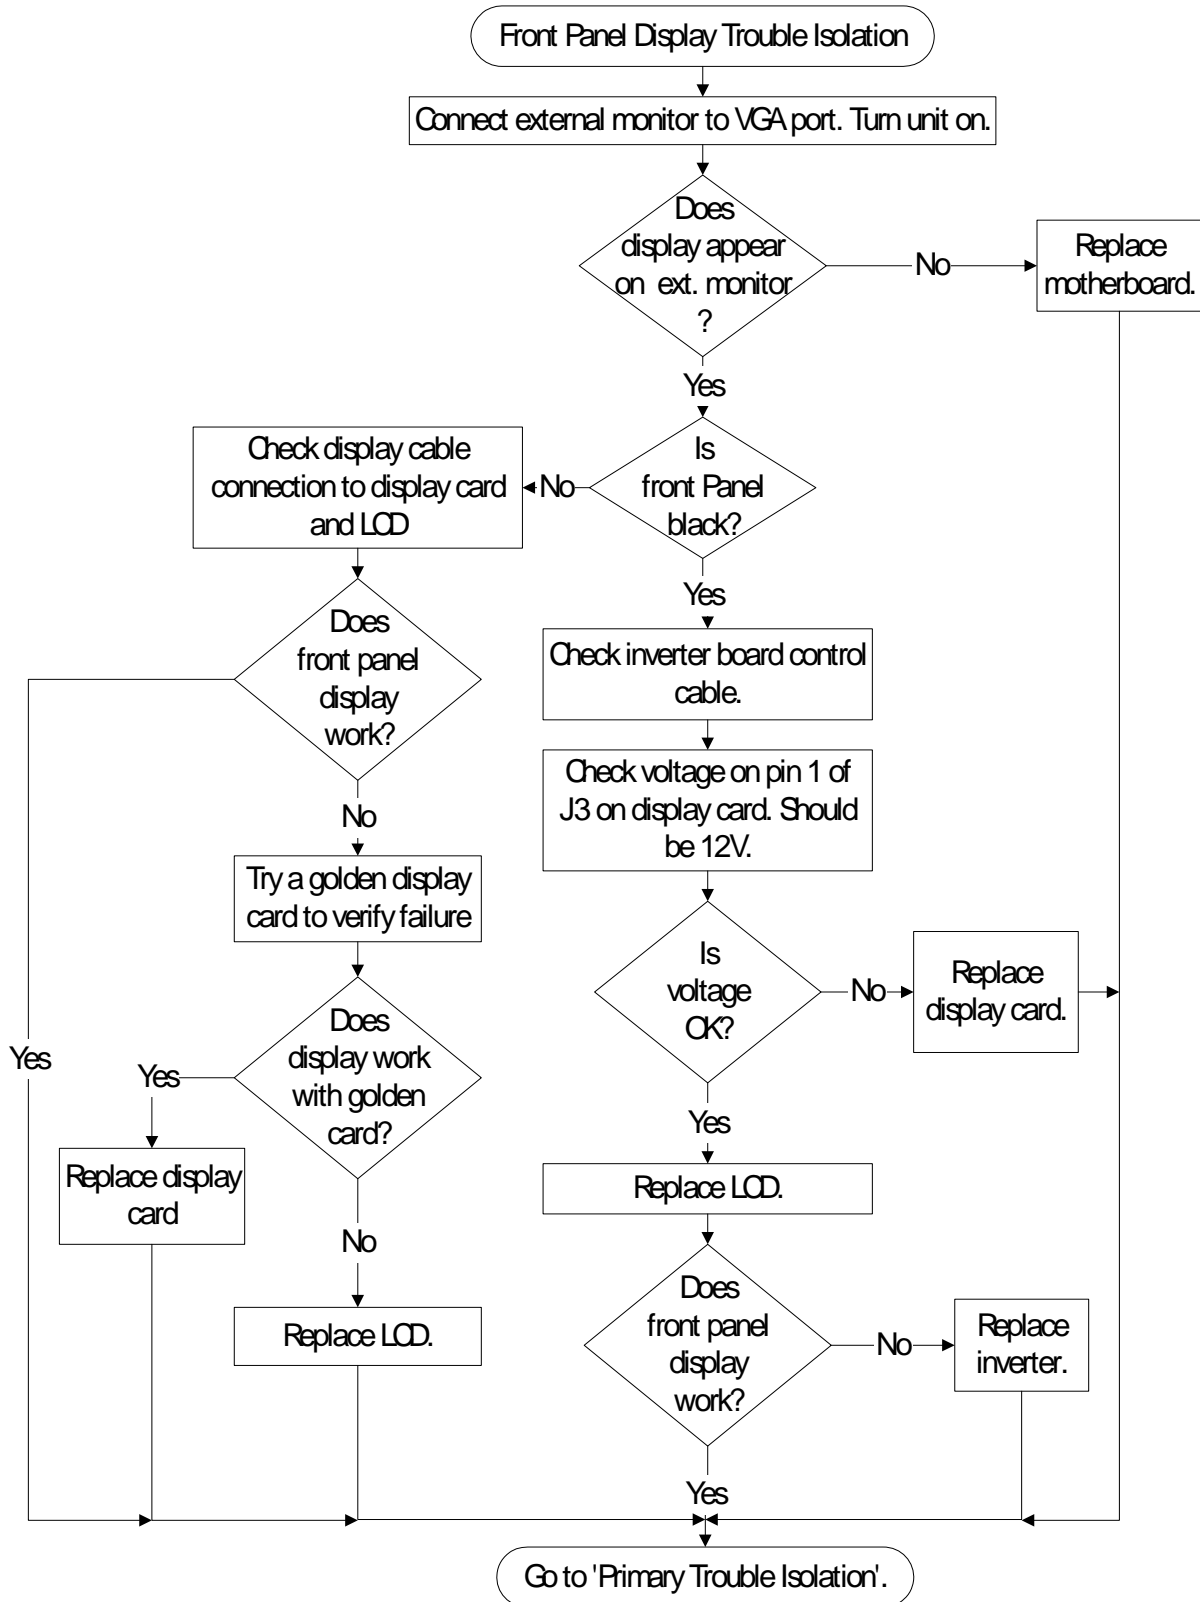 Front Panel Display Trouble Isolation
Connect external monitor to VGA port. Turn unit on.
Does
display appear
on ext. monitor
?
No
Replace
motherboard.
Yes
Is
front Panel
black?
No
Check display cable
connection to display card
and LCD
Yes
Does
front panel
display
work?
Check inverter board control
cable.
Check voltage on pin 1 of
J3 on display card. Should
be 12V.
No
Try a golden display
card to verify failure
Is
voltage
OK?
No
Replace
display card.
Yes
Does
display work
with golden
card?
Yes
Yes
Replace display
card
Replace LCD.
No
Replace LCD.
Does
front panel
display
work?
No
Replace
inverter.
Yes
Go to 'Primary Trouble Isolation'.